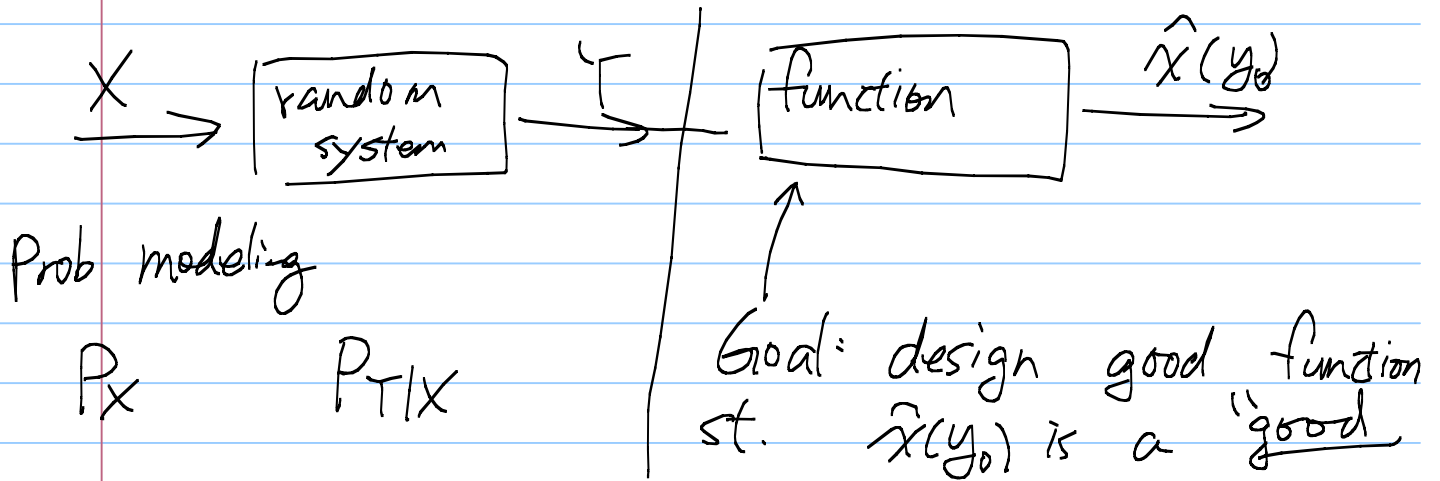 X → random system → Y → function → x̂(y₀)
Prob modeling
P_X P_Y|X
Goal: design good function
st. x̂(y₀) is a "good